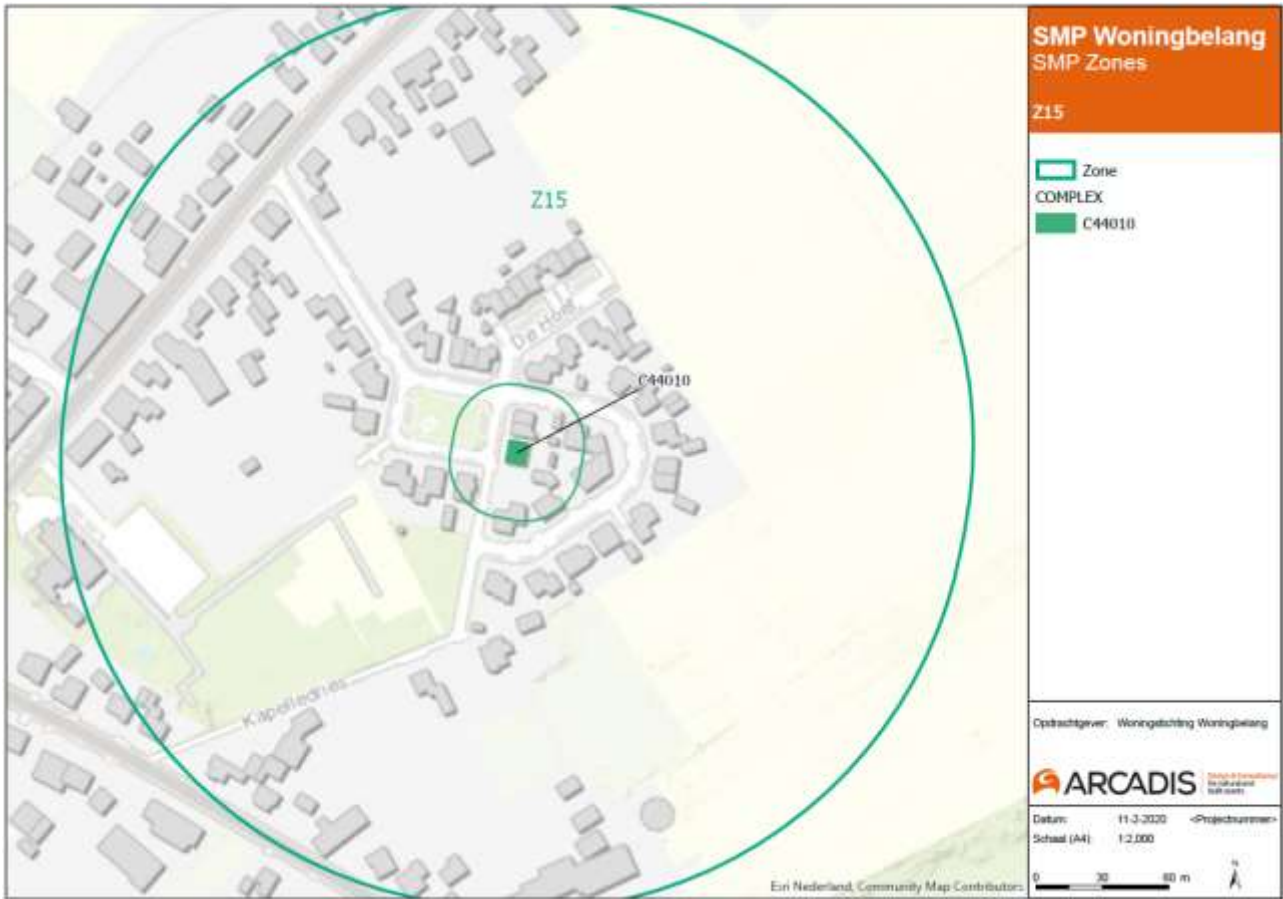 SMP Woningbelang
SMP Zones
Z15
Zone
COMPLEX
C44010
Z15
De Hoef
C44010
Kapelledries
Opdrachtgever: Woningstichting Woningbelang
ARCADIS
Datum: 11-2-2020 <Projectnummer>
Schaal (A4): 1:2,000
0 30 60 m
N
Esri Nederland, Community Map Contributors